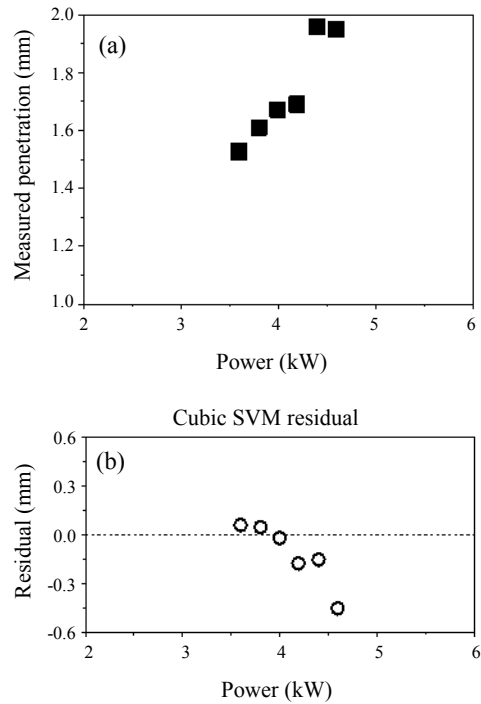 2.0
(a)
1.8
1.6
1.4
1.2
1.0
Measured penetration (mm)
2 3 4 5 6
Power (kW)
Cubic SVM residual
0.6
(b)
0.3
0.0
-0.3
-0.6
Residual (mm)
2 3 4 5 6
Power (kW)